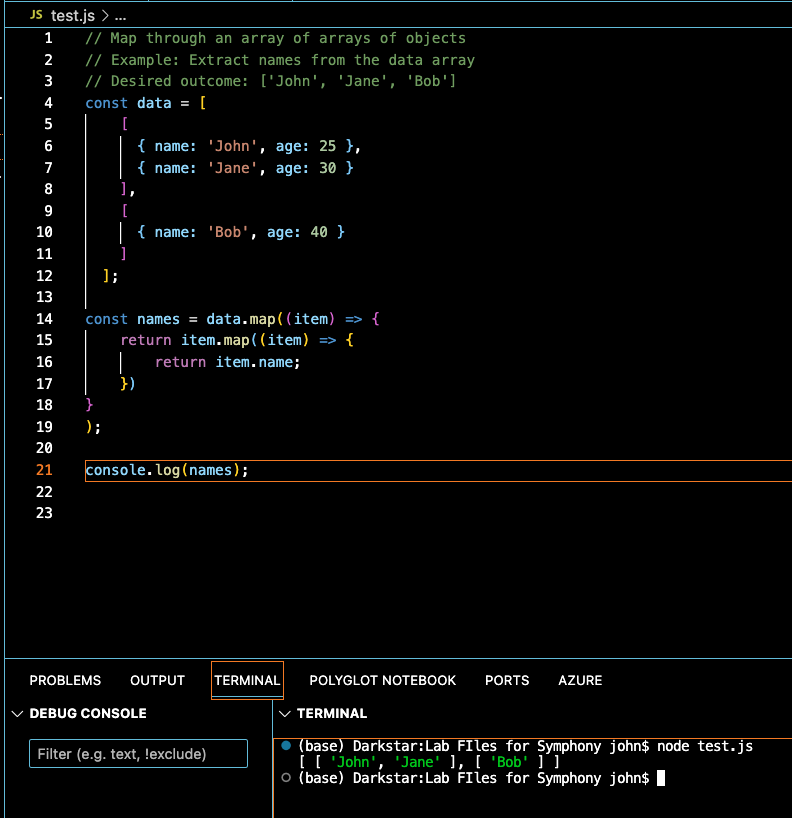 JS test.js > ...
1 // Map through an array of arrays of objects
2 // Example: Extract names from the data array
3 // Desired outcome: ['John', 'Jane', 'Bob']
4 const data = [
5     [
6       { name: 'John', age: 25 },
7       { name: 'Jane', age: 30 }
8     ],
9     [
10       { name: 'Bob', age: 40 }
11     ]
12   ];
13
14 const names = data.map((item) => {
15     return item.map((item) => {
16         return item.name;
17     })
18 }
19 );
20
21 console.log(names);
22
23
PROBLEMS OUTPUT TERMINAL POLYGLOT NOTEBOOK PORTS AZURE
DEBUG CONSOLE
Filter (e.g. text, !exclude)
TERMINAL
(base) Darkstar:Lab FIles for Symphony john$ node test.js
[ [ 'John', 'Jane' ], [ 'Bob' ] ]
(base) Darkstar:Lab FIles for Symphony john$